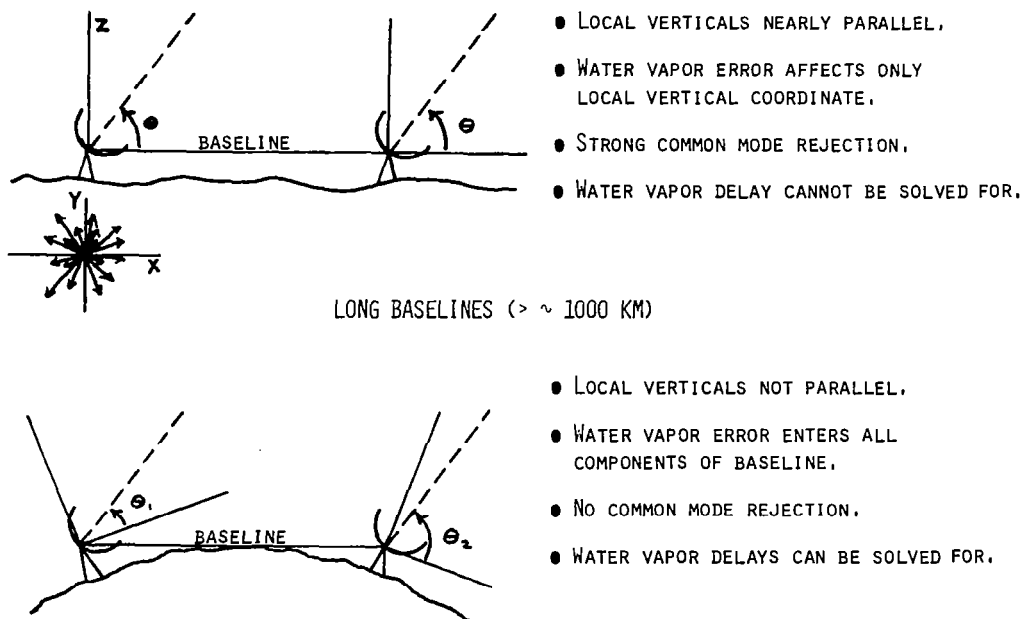 Z
θ
BASELINE
θ
Y
X
● LOCAL VERTICALS NEARLY PARALLEL.
● WATER VAPOR ERROR AFFECTS ONLY
LOCAL VERTICAL COORDINATE.
● STRONG COMMON MODE REJECTION.
● WATER VAPOR DELAY CANNOT BE SOLVED FOR.
LONG BASELINES (> ~ 1000 KM)
θ₁
BASELINE
θ₂
● LOCAL VERTICALS NOT PARALLEL.
● WATER VAPOR ERROR ENTERS ALL
COMPONENTS OF BASELINE.
● NO COMMON MODE REJECTION.
● WATER VAPOR DELAYS CAN BE SOLVED FOR.